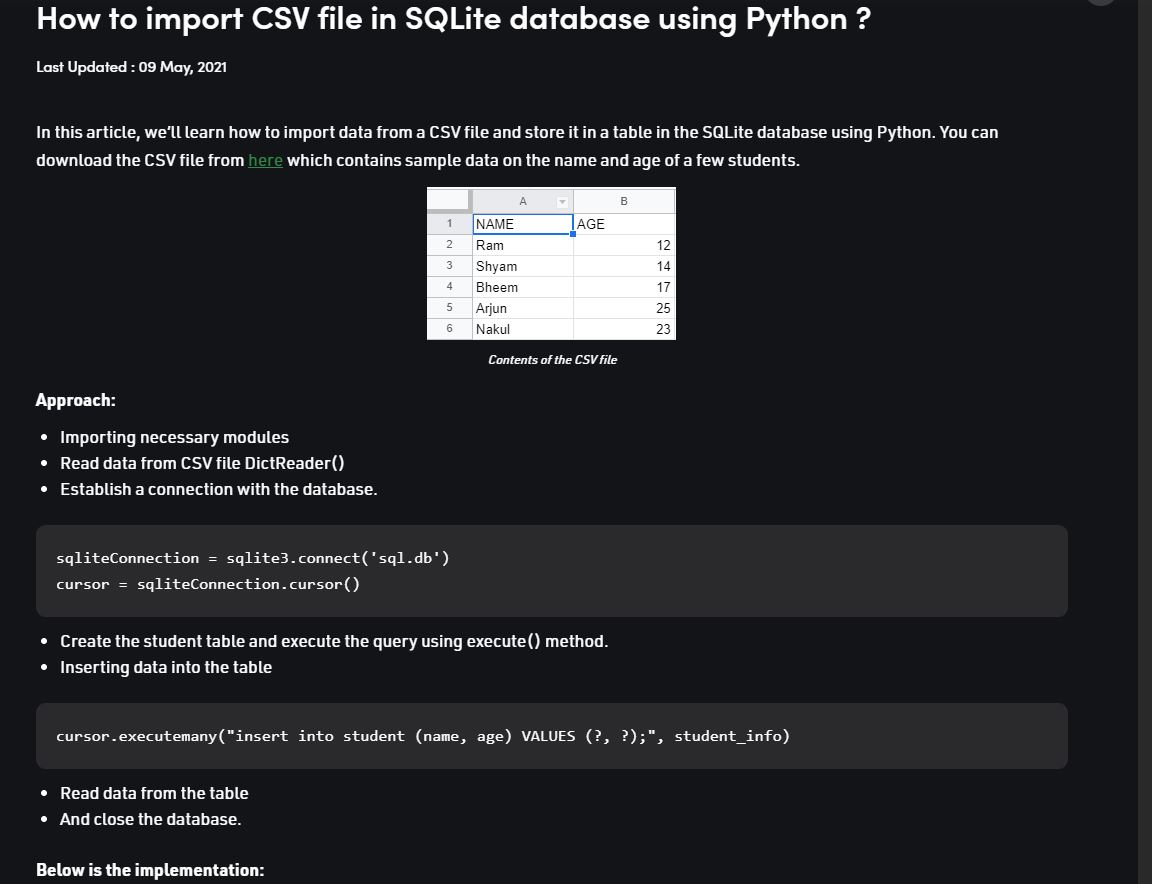 How to import CSV file in SQLite database using Python ?
Last Updated : 09 May, 2021
In this article, we'll learn how to import data from a CSV file and store it in a table in the SQLite database using Python. You can
download the CSV file from here which contains sample data on the name and age of a few students.
A B
1 NAME AGE
2 Ram 12
3 Shyam 14
4 Bheem 17
5 Arjun 25
6 Nakul 23
Contents of the CSV file
Approach:
• Importing necessary modules
• Read data from CSV file DictReader()
• Establish a connection with the database.
sqliteConnection = sqlite3.connect('sql.db')
cursor = sqliteConnection.cursor()
• Create the student table and execute the query using execute() method.
• Inserting data into the table
cursor.executemany("insert into student (name, age) VALUES (?, ?);", student_info)
• Read data from the table
• And close the database.
Below is the implementation: